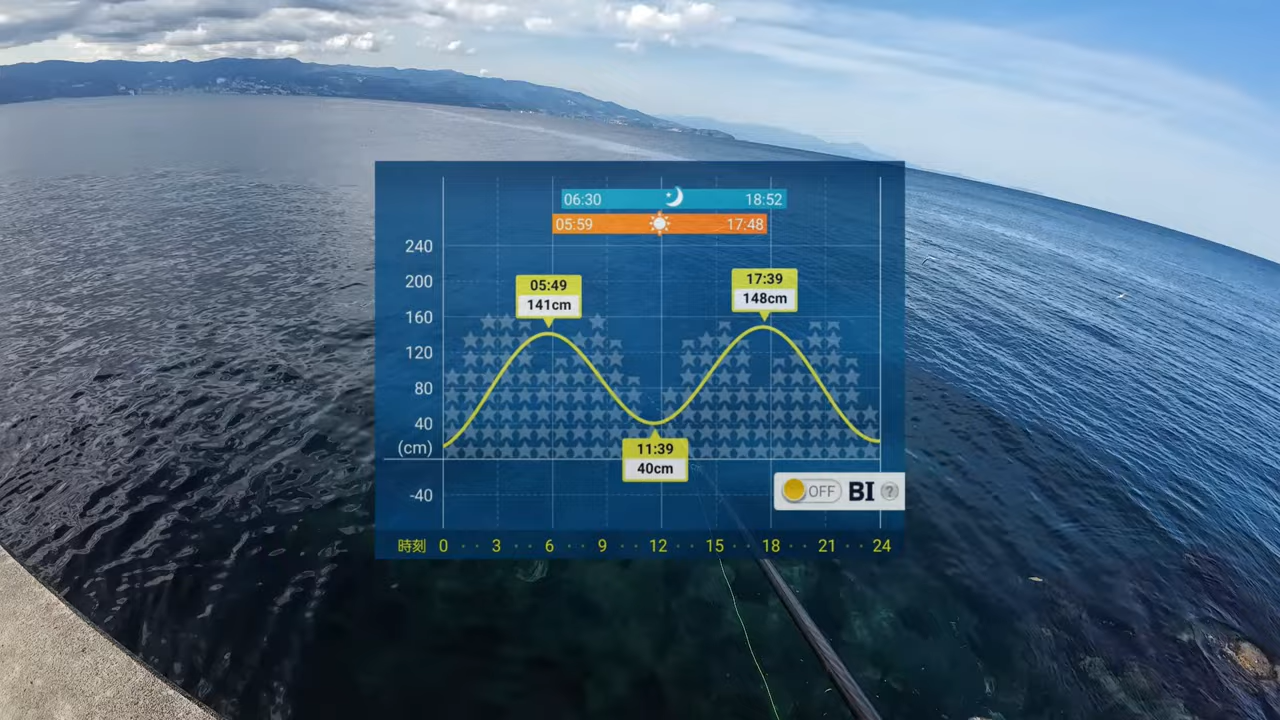 06:30 18:52
05:59 17:48
240
200
160
120
80
40
(cm)
-40
05:49
141cm
17:39
148cm
11:39
40cm
OFF BI ?
時刻 0 3 6 9 12 15 18 21 24